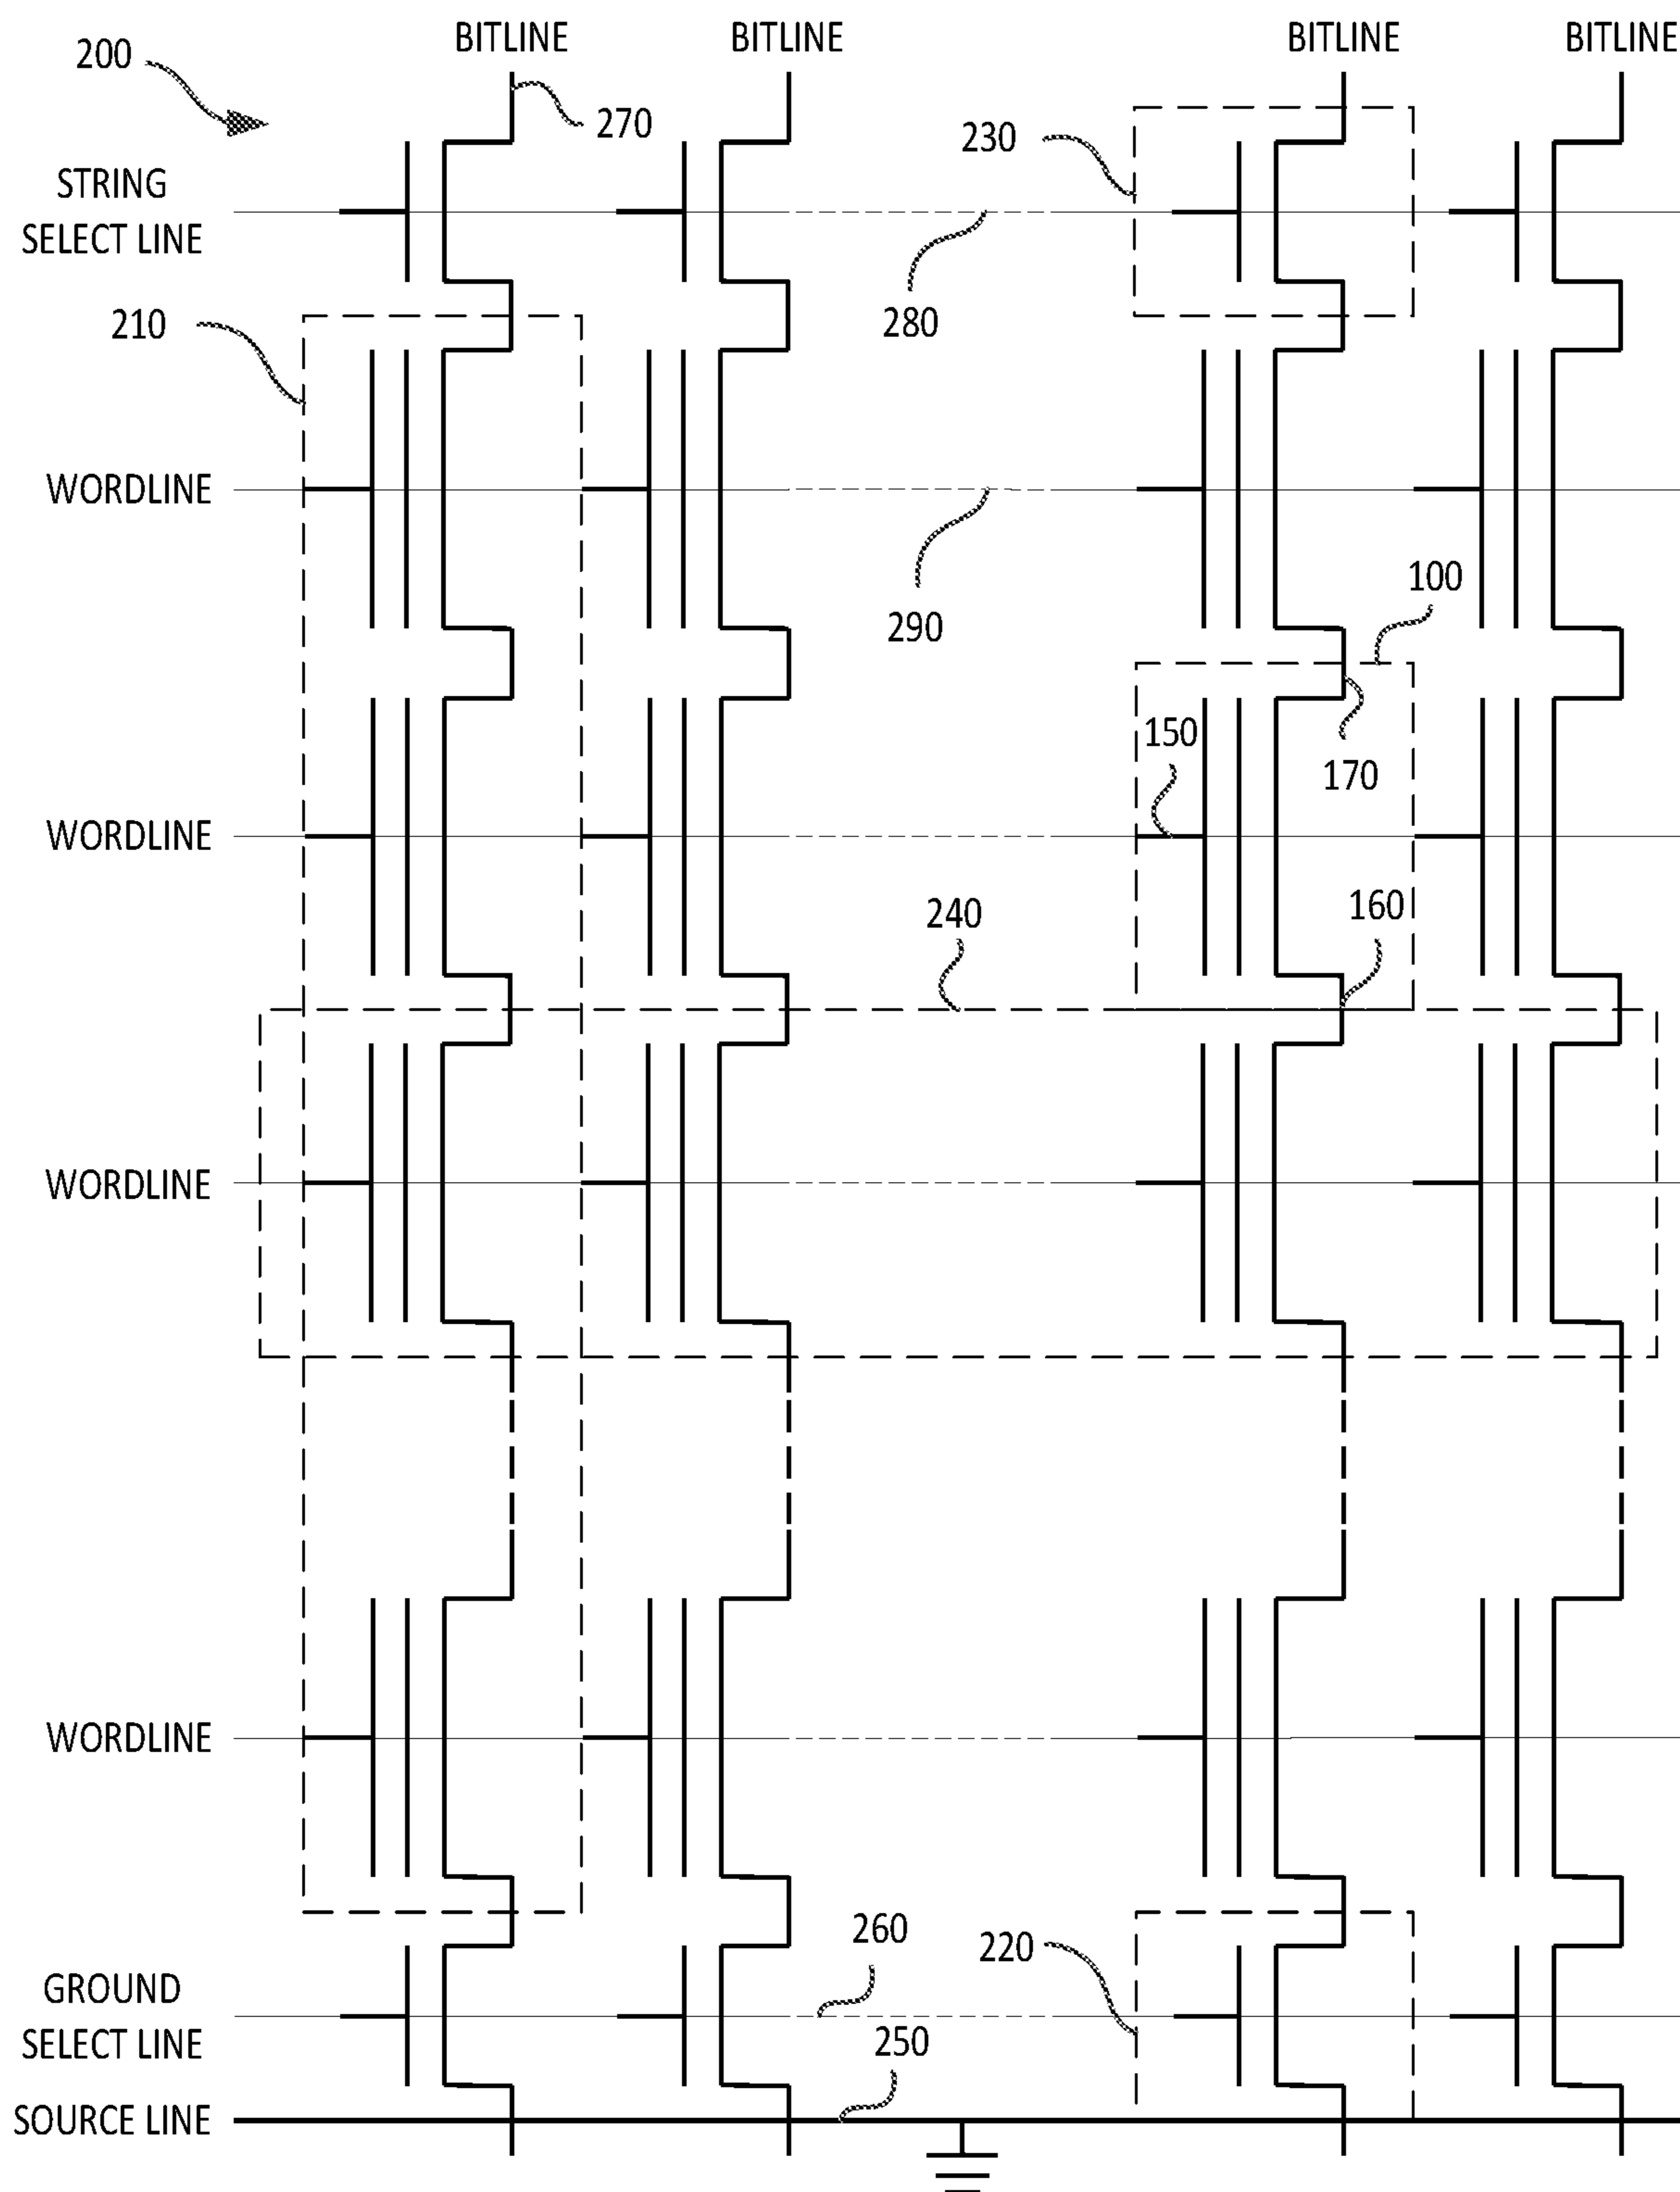 BITLINE BITLINE BITLINE BITLINE
200
270
230
STRING
SELECT LINE
280
210
WORDLINE
290
100
150
170
WORDLINE
160
240
WORDLINE
WORDLINE
260
220
GROUND
SELECT LINE
250
SOURCE LINE